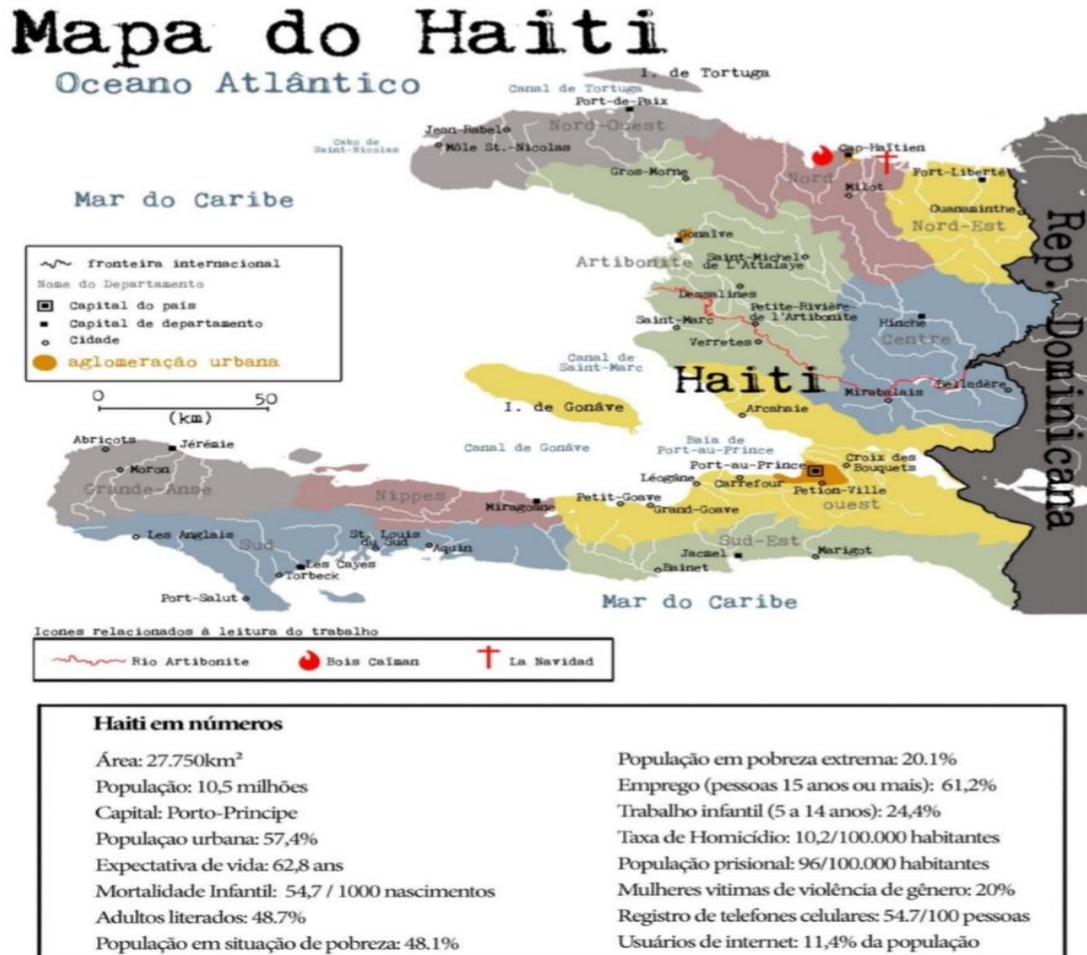 Mapa do Haiti
Oceano Atlântico
I. de Tortuga
Canal de Tortuga
Port-de-Paix
Nord-Ouest
Jean-Rabel
Cabo de
Saint-Nicolas
Môle St.-Nicolas
Cap-Haïtien
Nord
Gros-Morne
Milot
Fort-Liberté
Ouanaminthe
Nord-Est
Mar do Caribe
Rep. Dominicana
Gonaïve
Artibonite
Saint-Michel
de L'Attalaye
Dessalines
Petite-Rivière
de l'Artibonite
Saint-Marc
Verretes
Hinche
Centre
Canal de
Saint-Marc
Haiti
Mirabalais
Belladère
fronteira internacional
Nome do Departamento
Capital do país
Capital de departamento
Cidade
aglomeração urbana
0 50
(km)
I. de Gonâve
Arcahaie
Canal de Gonâve
Baía de
Port-au-Prince
Port-au-Prince
Croix des
Bouquets
Léogâne
Carrefour
Petion-Ville
ouest
Abricots
Jérémie
Moron
Grande-Anse
Nippes
Miragoâne
Petit-Goave
Grand-Goave
Les Anglais
Sud
St. Louis
du Sud
Aquin
Sud-Est
Jacmel
Marigot
Bainet
Les Cayes
Torbeck
Port-Salut
Mar do Caribe
Icones relacionados à leitura do trabalho
Rio Artibonite
Bois Caïman
La Navidad
Haiti em números
Área: 27.750km²
População: 10,5 milhões
Capital: Porto-Principe
Populaçao urbana: 57,4%
Expectativa de vida: 62,8 ans
Mortalidade Infantil: 54,7 / 1000 nascimentos
Adultos literados: 48.7%
População em situação de pobreza: 48.1%
População em pobreza extrema: 20.1%
Emprego (pessoas 15 anos ou mais): 61,2%
Trabalho infantil (5 a 14 anos): 24,4%
Taxa de Homicídio: 10,2/100.000 habitantes
População prisional: 96/100.000 habitantes
Mulheres vitimas de violência de gênero: 20%
Registro de telefones celulares: 54.7/100 pessoas
Usuários de internet: 11,4% da população